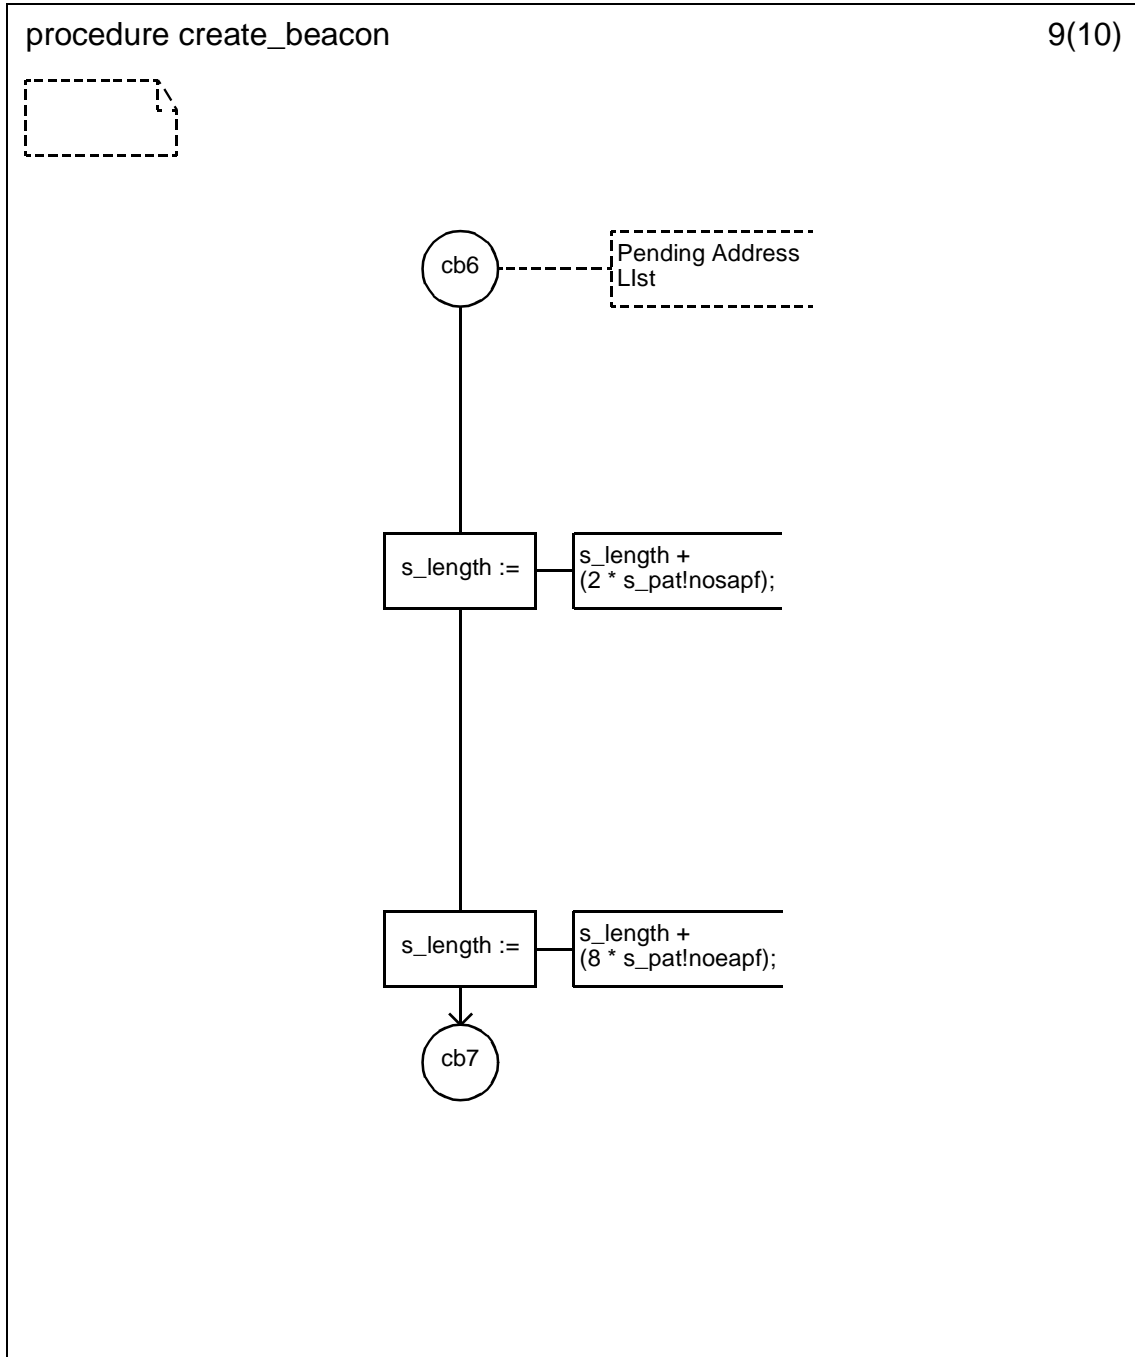 procedure create_beacon
9(10)
cb6
Pending Address
LIst
s_length :=
s_length +
(2 * s_pat!nosapf);
s_length :=
s_length +
(8 * s_pat!noeapf);
cb7